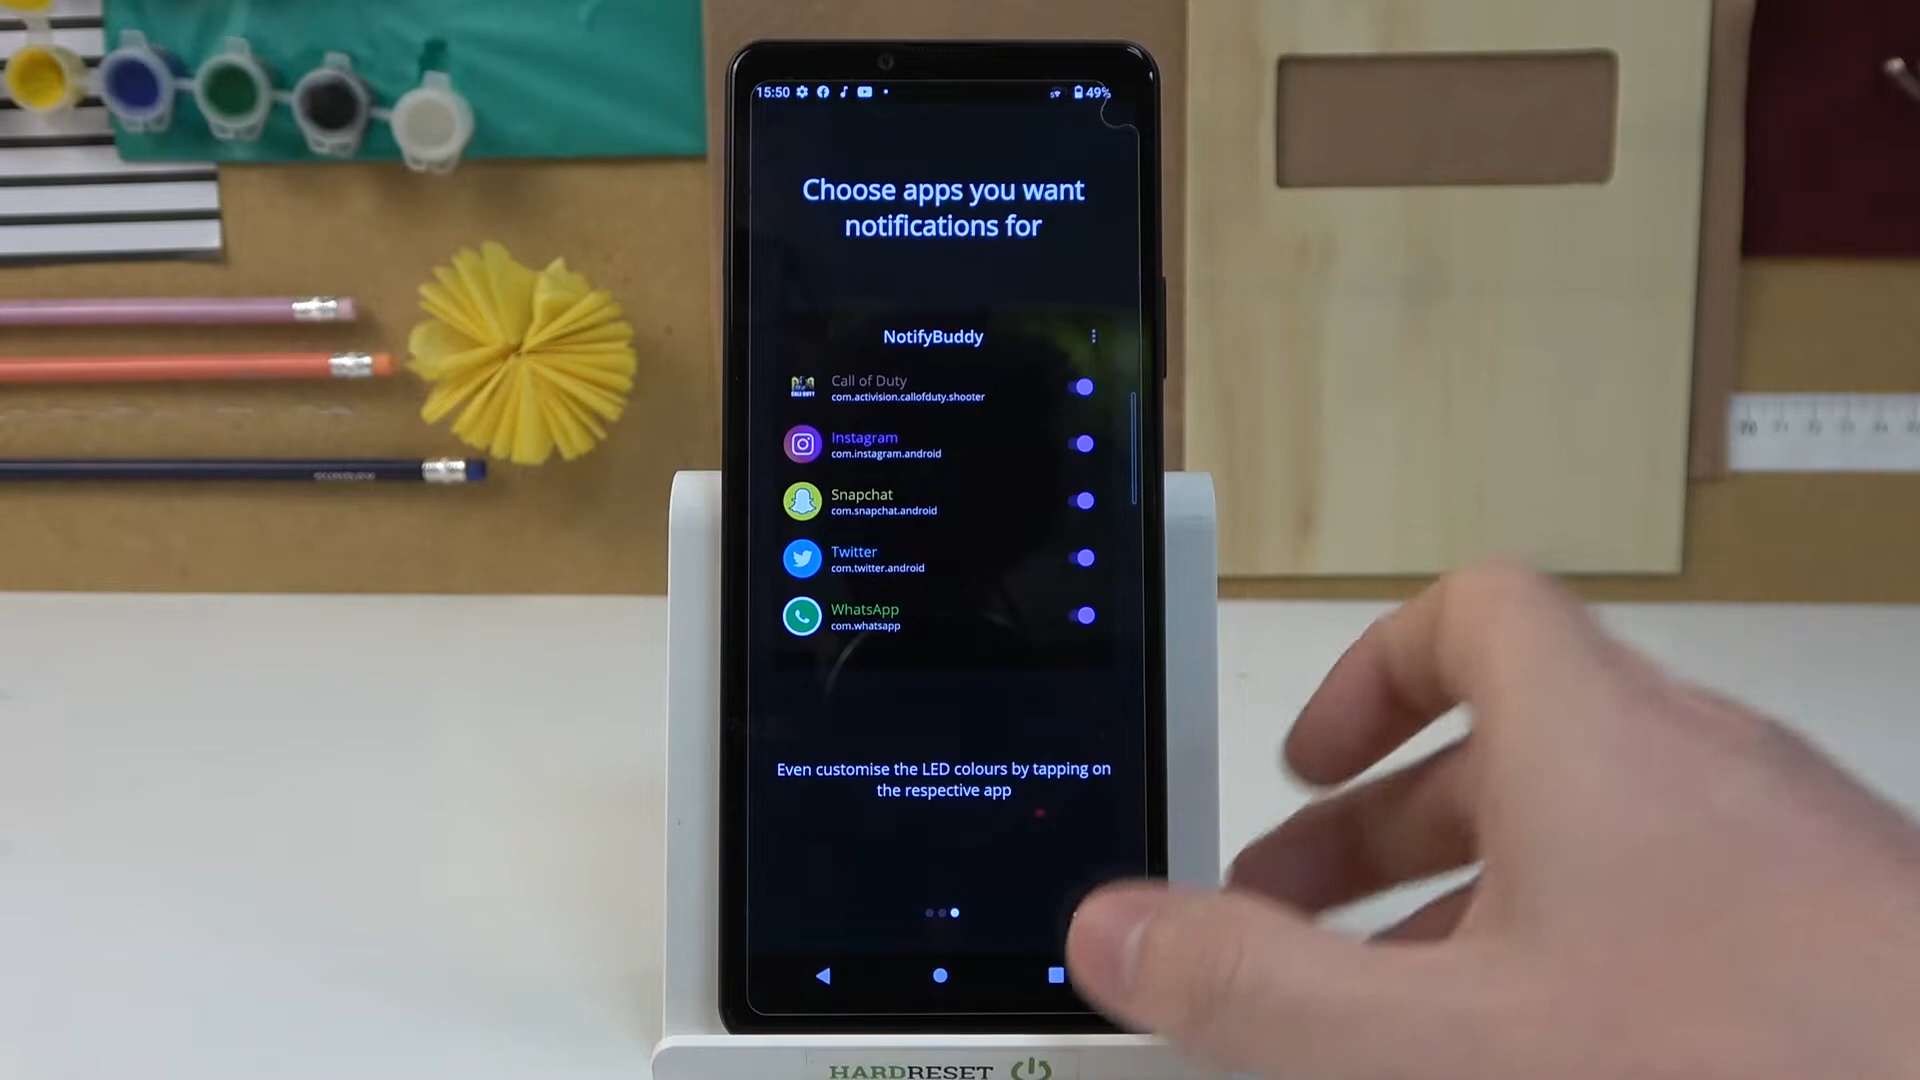 15:50
49%
Choose apps you want
notifications for
NotifyBuddy
Call of Duty
com.activision.callofduty.shooter
Instagram
com.instagram.android
Snapchat
com.snapchat.android
Twitter
com.twitter.android
WhatsApp
com.whatsapp
Even customise the LED colours by tapping on
the respective app
HARDRESET